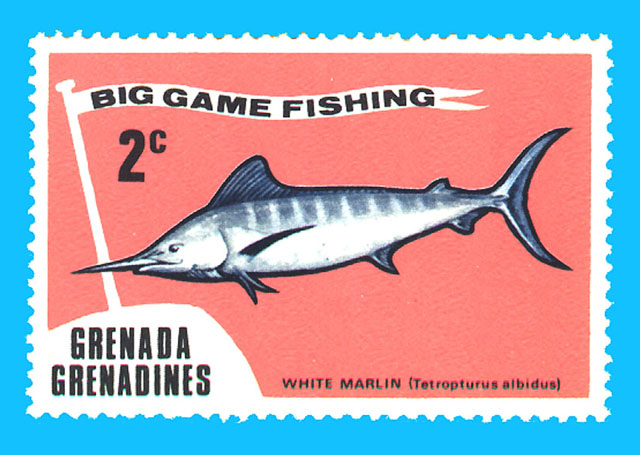 BIG GAME FISHING
2c
GRENADA
GRENADINES
WHITE MARLIN (Tetropturus albidus)